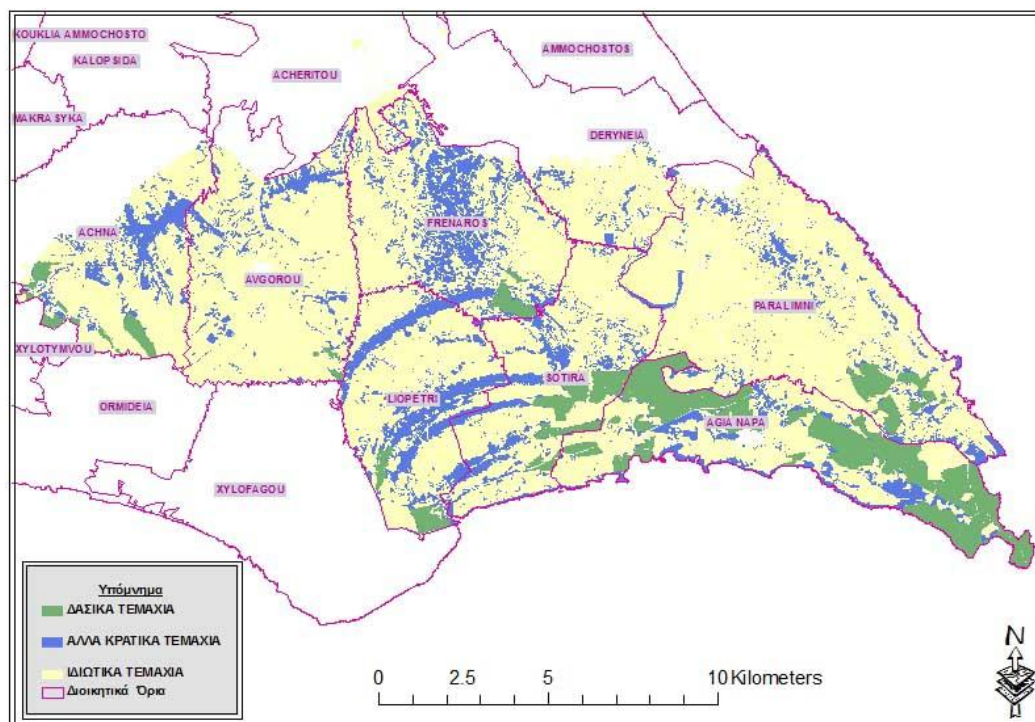 KOUKLIA AMMOCHOSTO
KALOPSIDA
MAKRASYKA
ACHERITOU
AMMOCHOSTOS
DERYNEIA
ACHNA
FRENAROS
AVGOROU
PARALIMNI
XYLOTYMVOU
ORMIDEIA
LIOPETRI
SOTIRA
AGIA NAPA
XYLOFAGOU
Υπόμνημα
ΔΑΣΙΚΑ ΤΕΜΑΧΙΑ
ΑΛΛΑ ΚΡΑΤΙΚΑ ΤΕΜΑΧΙΑ
ΙΔΙΩΤΙΚΑ ΤΕΜΑΧΙΑ
Διοικητικά Όρια
0 2.5 5 10 Kilometers
N